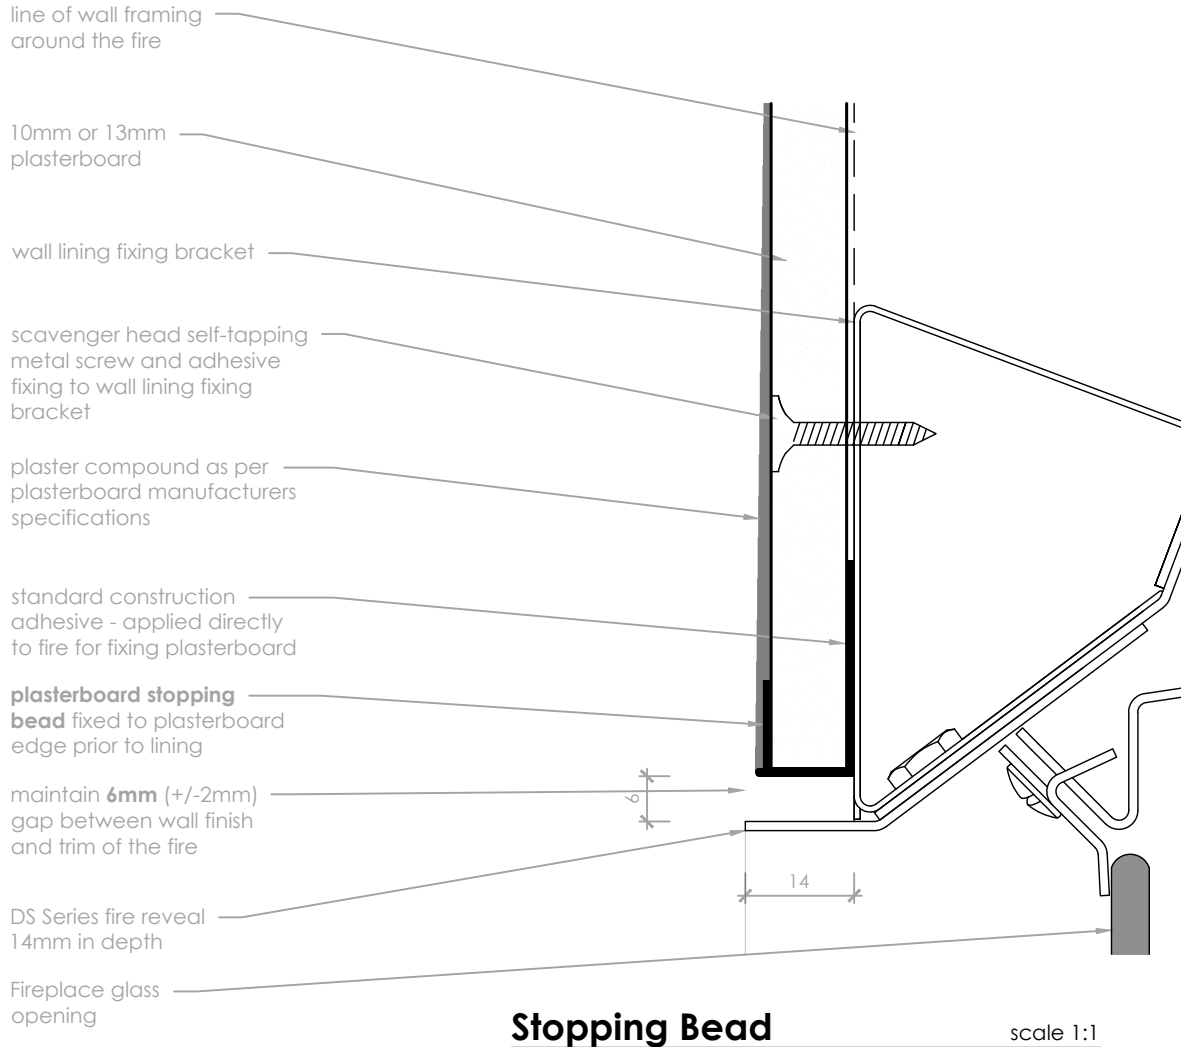 line of wall framing
around the fire
10mm or 13mm
plasterboard
wall lining fixing bracket
scavenger head self-tapping
metal screw and adhesive
fixing to wall lining fixing
bracket
plaster compound as per
plasterboard manufacturers
specifications
standard construction
adhesive - applied directly
to fire for fixing plasterboard
plasterboard stopping
bead fixed to plasterboard
edge prior to lining
maintain 6mm (+/-2mm)
gap between wall finish
and trim of the fire
6
14
DS Series fire reveal
14mm in depth
Fireplace glass
opening
Stopping Bead
scale 1:1